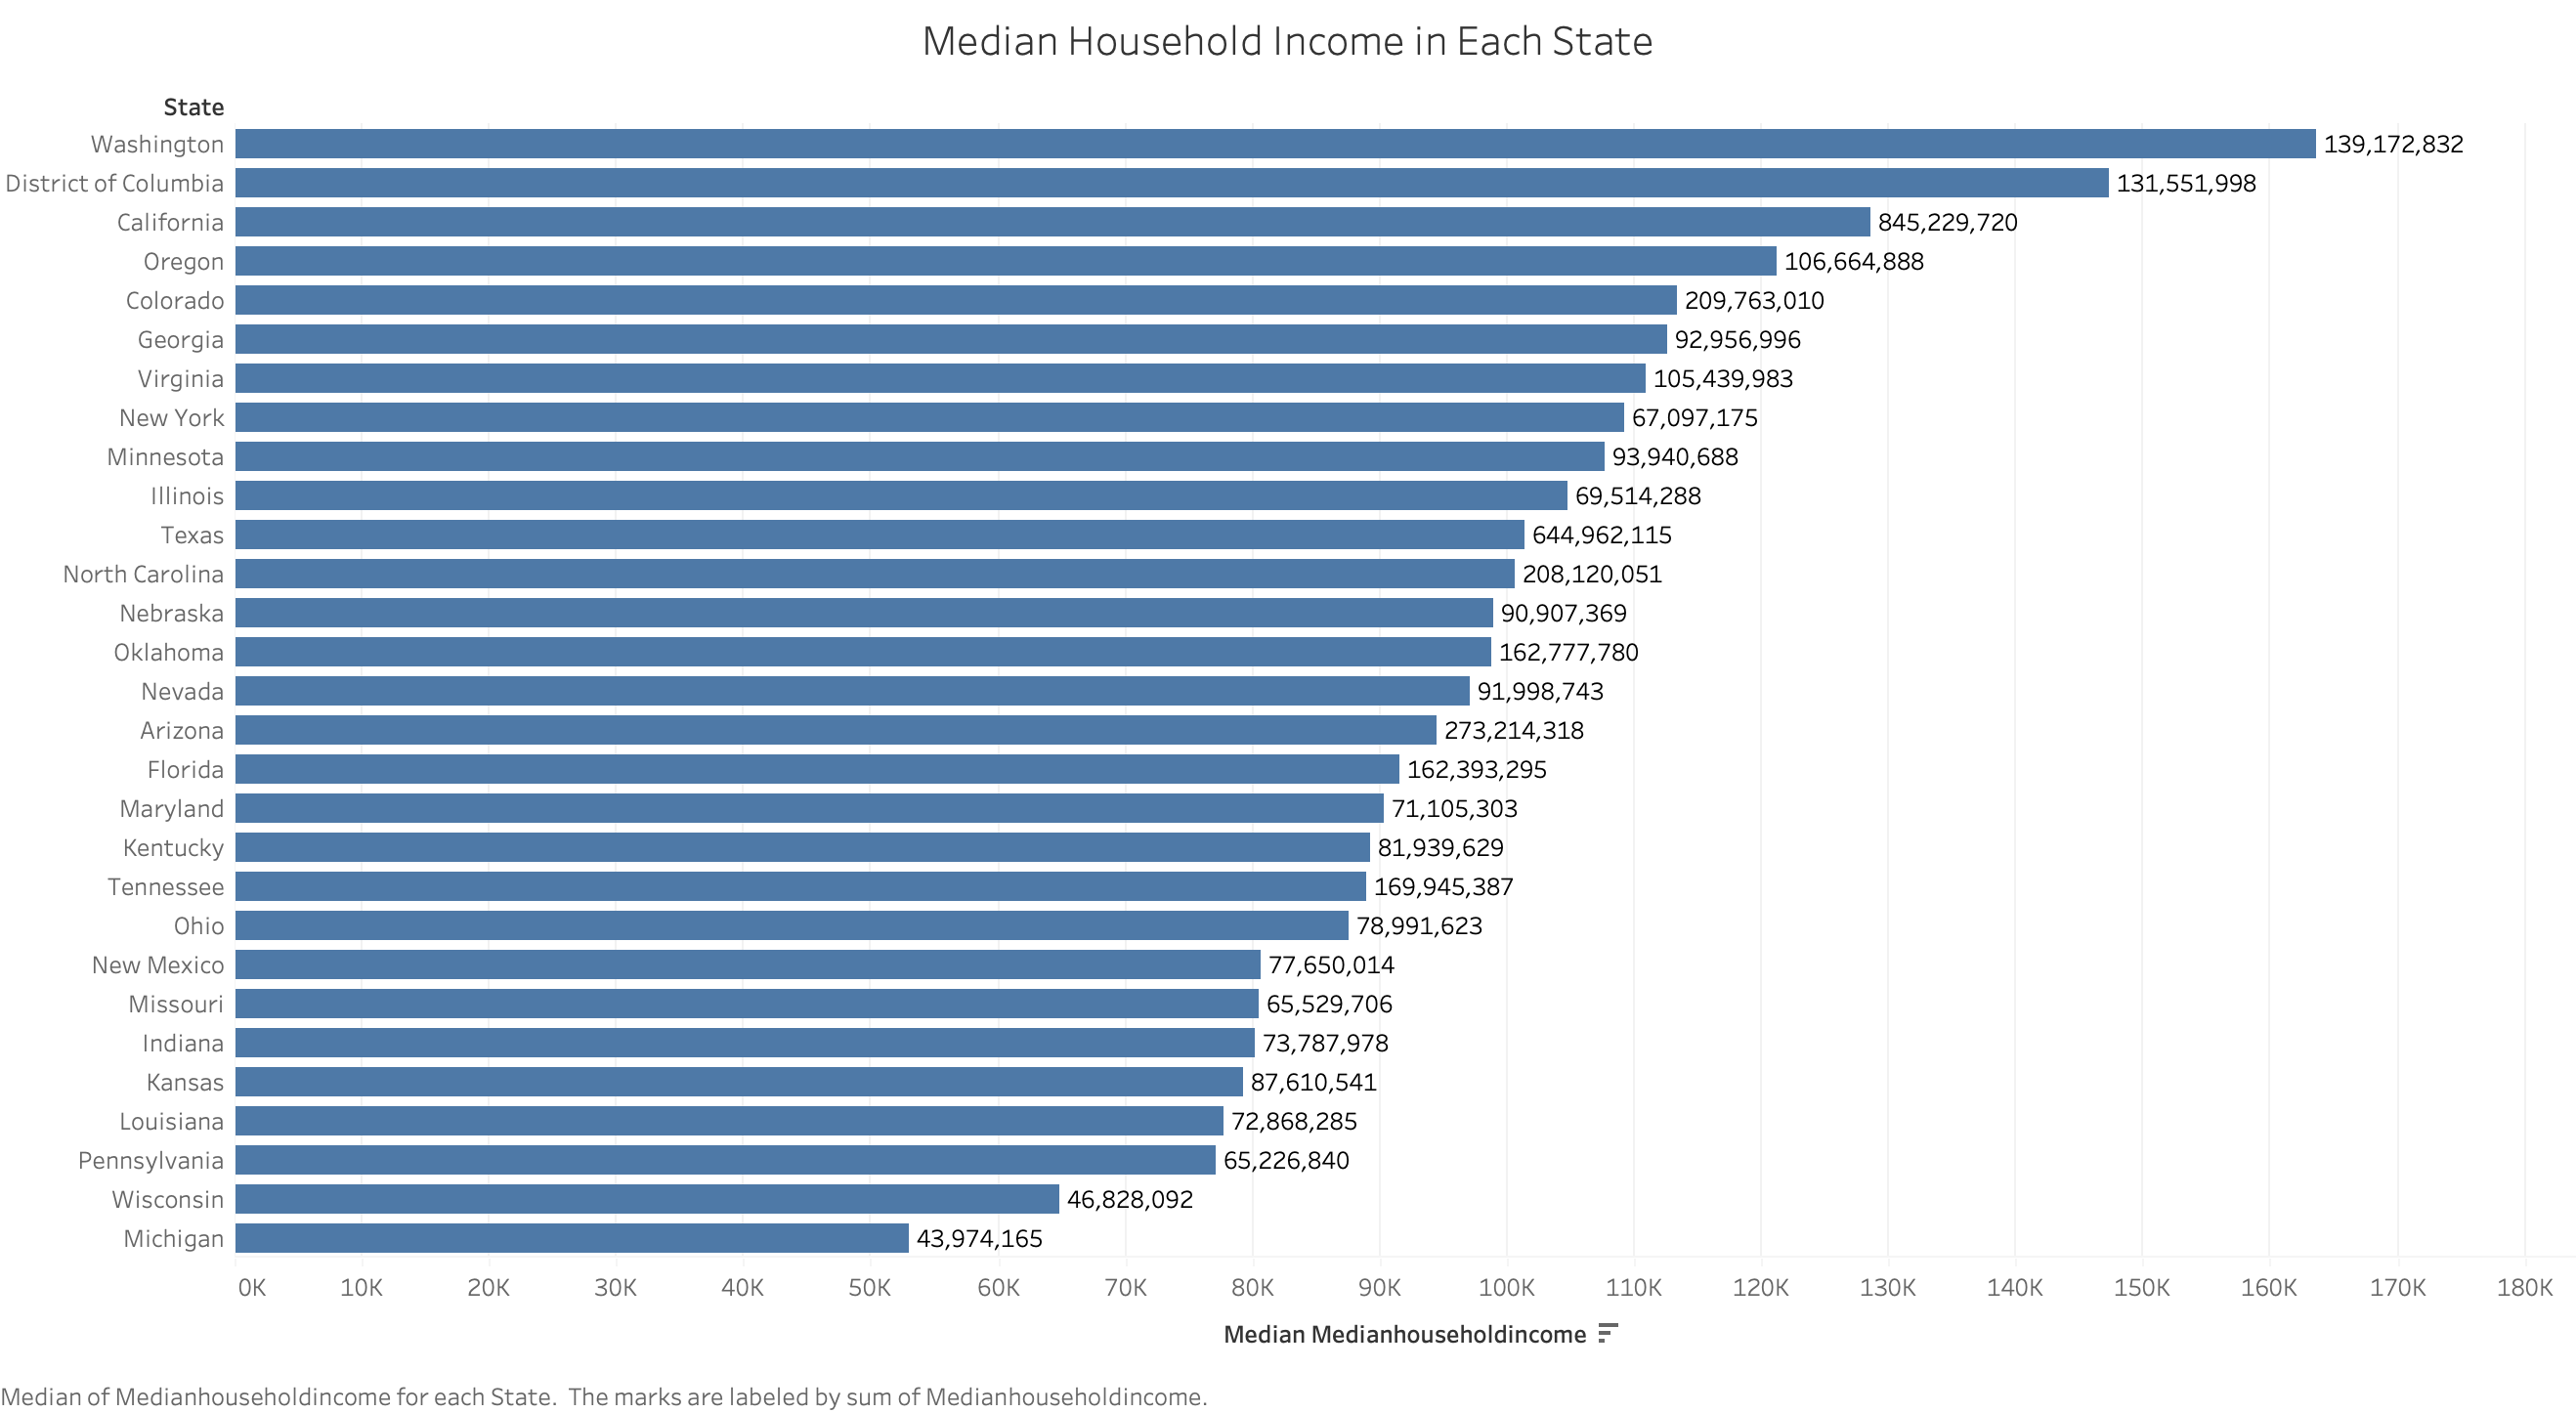 Median Household Income in Each State
State
Washington 139,172,832
District of Columbia 131,551,998
California 845,229,720
Oregon 106,664,888
Colorado 209,763,010
Georgia 92,956,996
Virginia 105,439,983
New York 67,097,175
Minnesota 93,940,688
Illinois 69,514,288
Texas 644,962,115
North Carolina 208,120,051
Nebraska 90,907,369
Oklahoma 162,777,780
Nevada 91,998,743
Arizona 273,214,318
Florida 162,393,295
Maryland 71,105,303
Kentucky 81,939,629
Tennessee 169,945,387
Ohio 78,991,623
New Mexico 77,650,014
Missouri 65,529,706
Indiana 73,787,978
Kansas 87,610,541
Louisiana 72,868,285
Pennsylvania 65,226,840
Wisconsin 46,828,092
Michigan 43,974,165
0K 10K 20K 30K 40K 50K 60K 70K 80K 90K 100K 110K 120K 130K 140K 150K 160K 170K 180K
Median Medianhouseholdincome
Median of Medianhouseholdincome for each State. The marks are labeled by sum of Medianhouseholdincome.